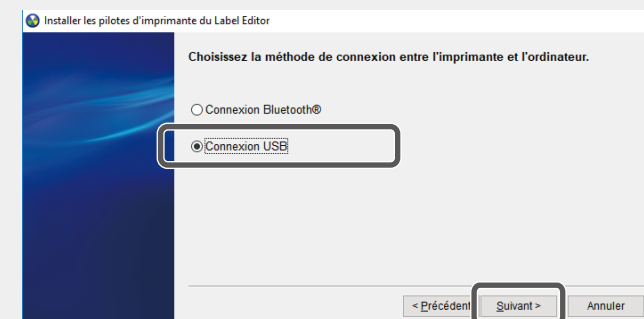 Installer les pilotes d'imprimante du Label Editor
Choisissez la méthode de connexion entre l'imprimante et l'ordinateur.
Connexion Bluetooth®
Connexion USB
< Précédent Suivant > Annuler